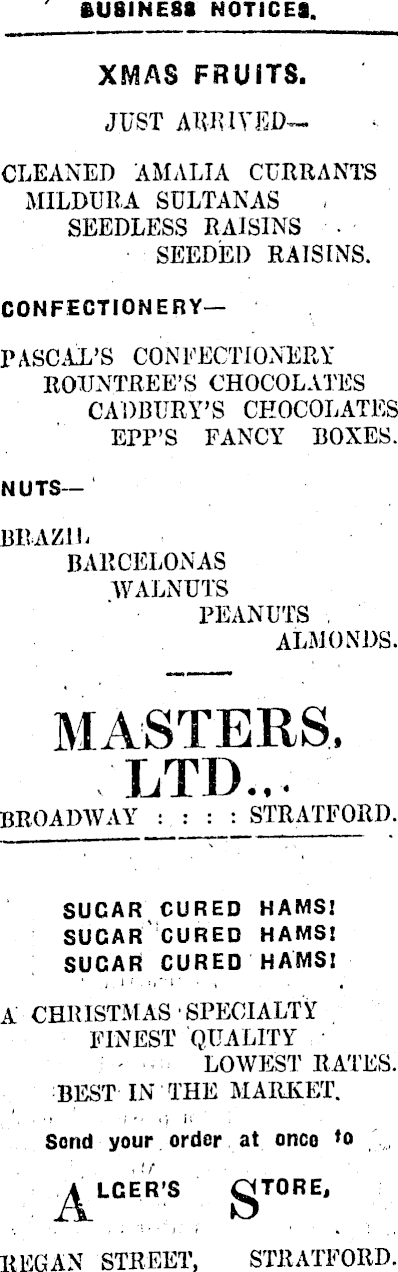 BUSINESS NOTICES.
XMAS FRUITS.
JUST ARRIVED—
CLEANED AMALIA CURRANTS
MILDURA SULTANAS
SEEDLESS RAISINS
SEEDED RAISINS.
CONFECTIONERY—
PASCAL'S CONFECTIONERY
ROUNTREE'S CHOCOLATES
CADBURY'S CHOCOLATES
EPP'S FANCY BOXES.
NUTS—
BRAZIL
BARCELONAS
WALNUTS
PEANUTS
ALMONDS.
MASTERS,
LTD.,
BROADWAY : : : : STRATFORD.
SUGAR CURED HAMS!
SUGAR CURED HAMS!
SUGAR CURED HAMS!
A CHRISTMAS SPECIALTY
FINEST QUALITY
LOWEST RATES.
BEST IN THE MARKET.
Send your order at once to
ALGER'S STORE,
REGAN STREET, STRATFORD.